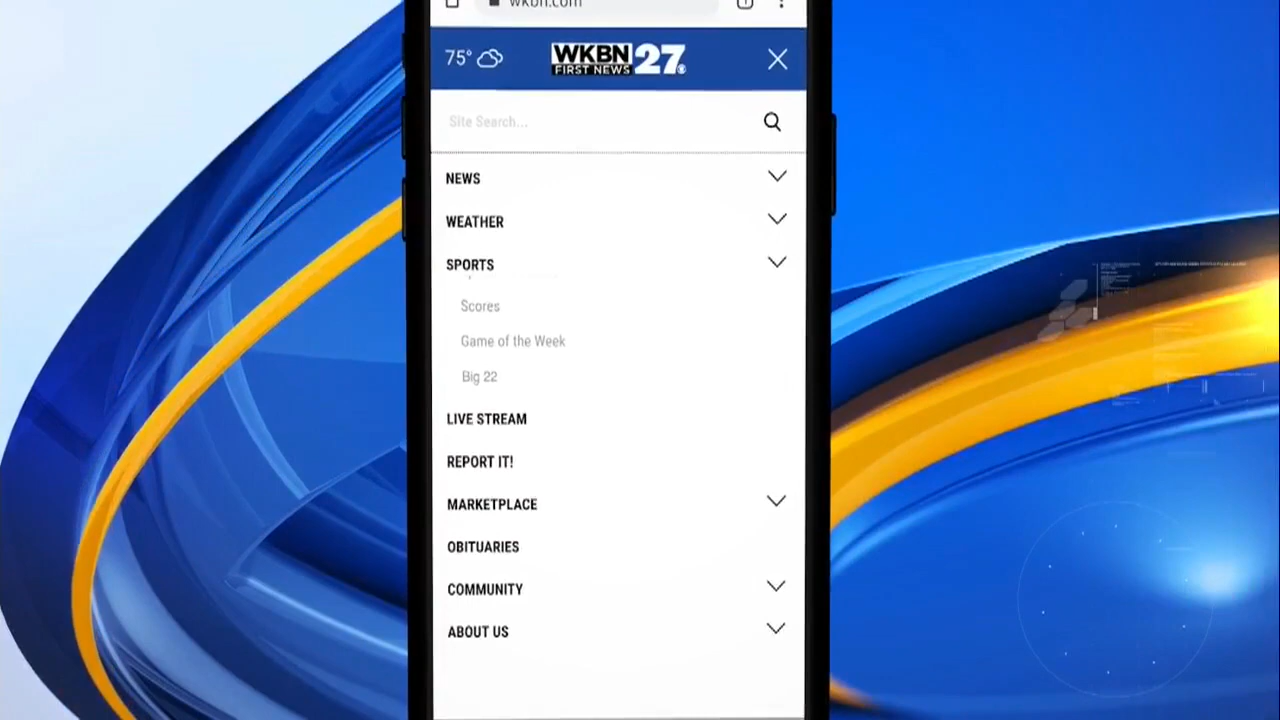 wkbn.com
75°
WKBN 27
FIRST NEWS
Site Search...
NEWS
WEATHER
SPORTS
Scores
Game of the Week
Big 22
LIVE STREAM
REPORT IT!
MARKETPLACE
OBITUARIES
COMMUNITY
ABOUT US